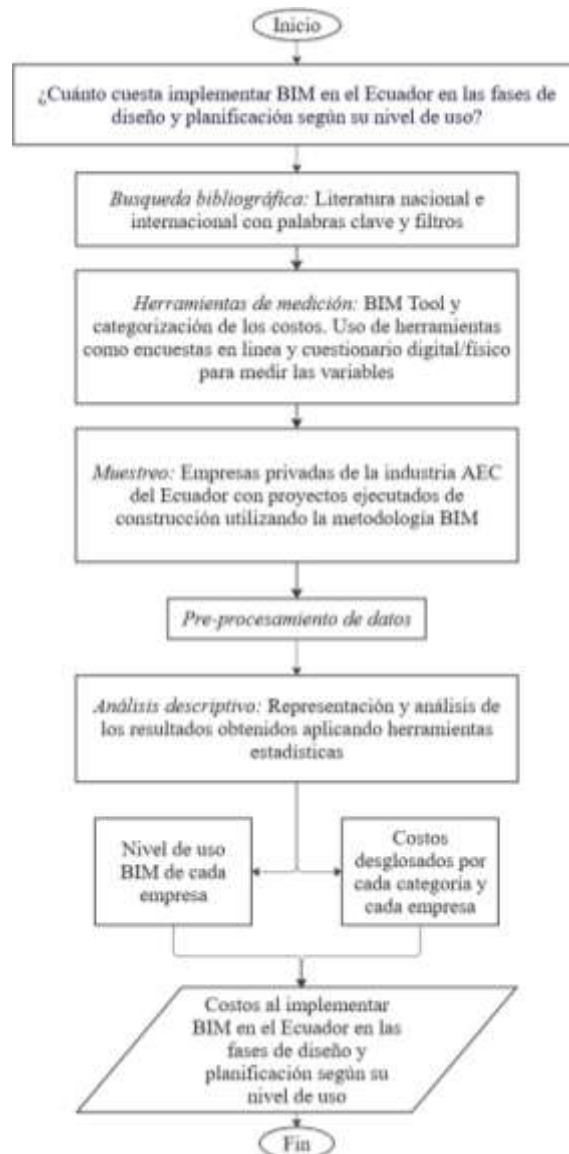 Inicio
¿Cuánto cuesta implementar BIM en el Ecuador en las fases de
diseño y planificación según su nivel de uso?
Busqueda bibliográfica: Literatura nacional e
internacional con palabras clave y filtros
Herramientas de medición: BIM Tool y
categorización de los costos. Uso de herramientas
como encuestas en linea y cuestionario digital/físico
para medir las variables
Muestreo: Empresas privadas de la industria AEC
del Ecuador con proyectos ejecutados de
construcción utilizando la metodología BIM
Pre-procesamiento de datos
Análisis descriptivo: Representación y análisis de
los resultados obtenidos aplicando herramientas
estadísticas
Nivel de uso
BIM de cada
empresa
Costos
desglosados por
cada categoría y
cada empresa
Costos al implementar
BIM en el Ecuador en las
fases de diseño y
planificación según su
nivel de uso
Fin